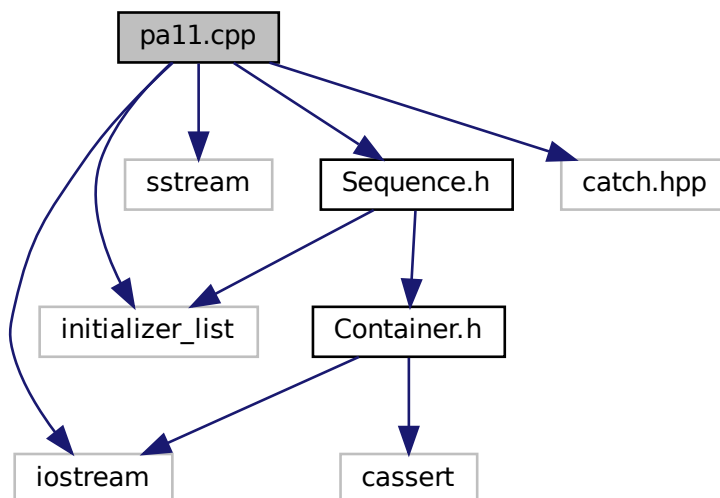 pa11.cpp
sstream
Sequence.h
catch.hpp
initializer_list
Container.h
iostream
cassert